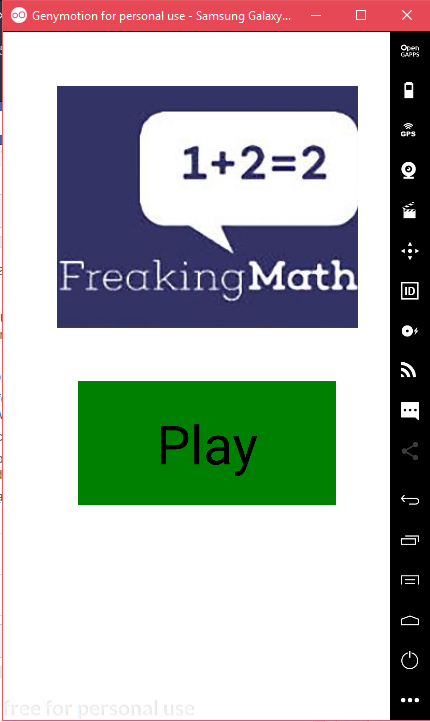 Genymotion for personal use - Samsung Galaxy...
Open
GAPPS
GPS
1+2=2
ID
FreakingMath
Play
free for personal use